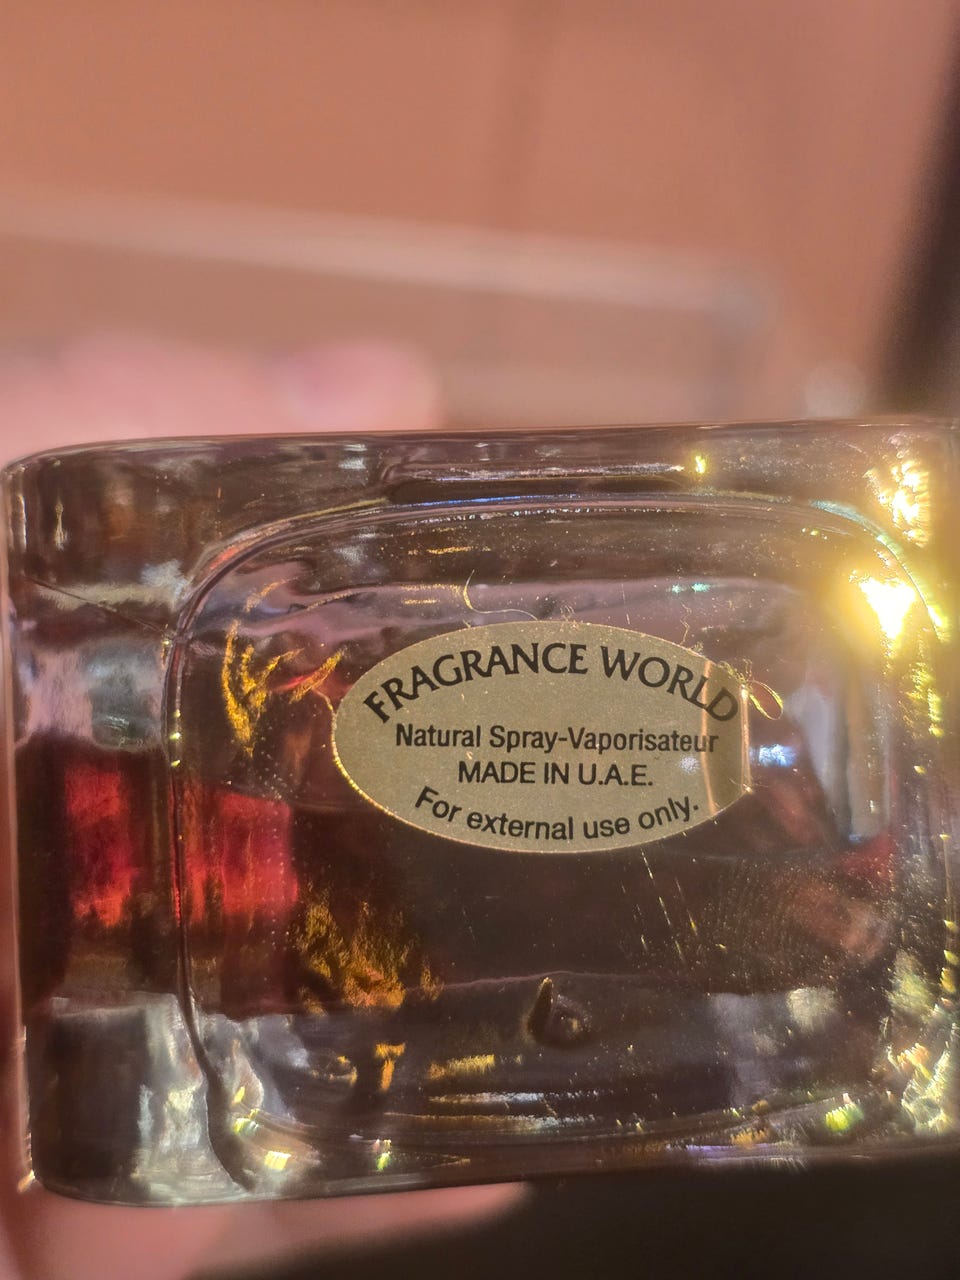 FRAGRANCE WORLD
Natural Spray-Vaporisateur
MADE IN U.A.E.
For external use only.